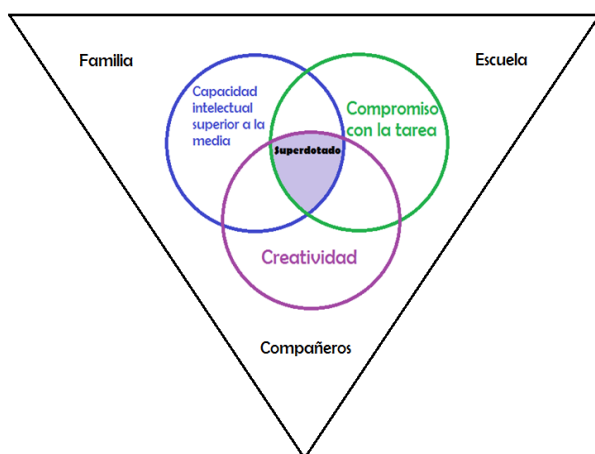 Familia
Escuela
Capacidad
intelectual
superior a la
media
Compromiso
con la tarea
Superdotado
Creatividad
Compañeros